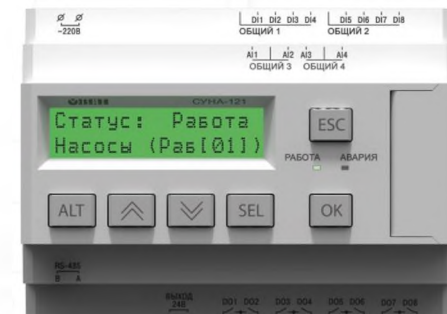 ~220В
DI1 DI2 DI3 DI4 DI5 DI6 DI7 DI8
ОБЩИЙ 1 ОБЩИЙ 2
AI1 AI2 AI3 AI4
ОБЩИЙ 3 ОБЩИЙ 4
СУНА-121
Статус: Работа
Насосы (Раб[01])
ESC
РАБОТА АВАРИЯ
ALT SEL OK
RS-485
B A
ВЫХОД
24В
DO1 DO2 DO3 DO4 DO5 DO6 DO7 DO8